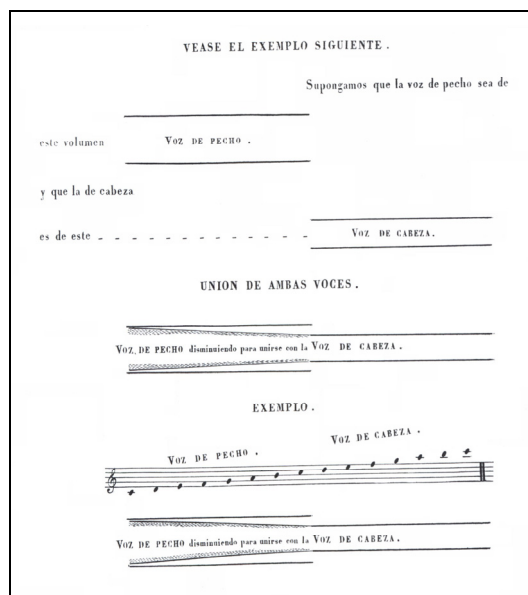 VEASE EL EXEMPLO SIGUIENTE .
Supongamos que la voz de pecho sea de
este volumen VOZ DE PECHO .
y que la de cabeza
es de este _ _ _ _ _ _ _ _ _ _ _ _ _ VOZ DE CABEZA.
UNION DE AMBAS VOCES .
VOZ. DE PECHO disminuiendo para unirse con la VOZ DE CABEZA .
EXEMPLO .
VOZ DE PECHO . VOZ DE CABEZA .
VOZ DE PECHO disminuiendo para unirse con la VOZ DE CABEZA .